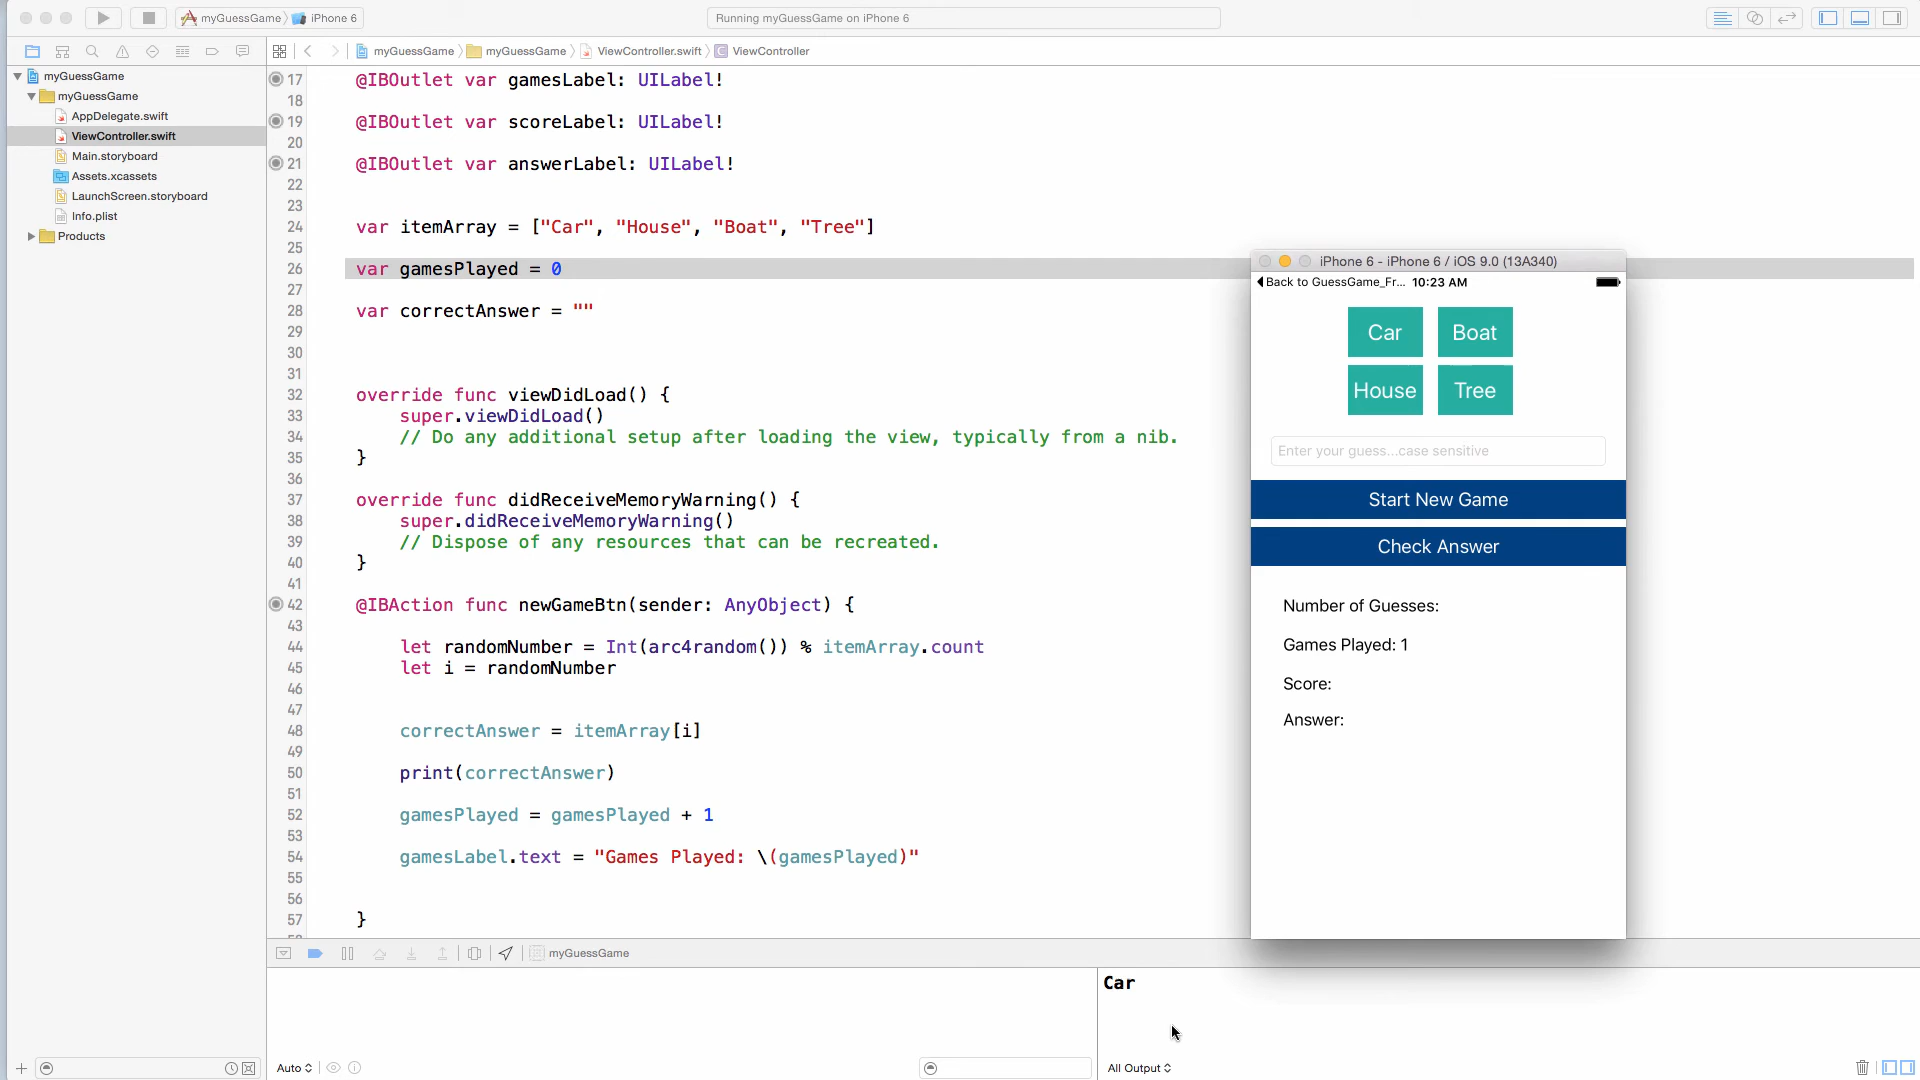 myGuessGame iPhone 6
Running myGuessGame on iPhone 6
myGuessGame myGuessGame ViewController.swift C ViewController
myGuessGame
myGuessGame
AppDelegate.swift
ViewController.swift
Main.storyboard
Assets.xcassets
LaunchScreen.storyboard
Info.plist
Products
17 @IBOutlet var gamesLabel: UILabel!
18
19 @IBOutlet var scoreLabel: UILabel!
20
21 @IBOutlet var answerLabel: UILabel!
22
23
24 var itemArray = ["Car", "House", "Boat", "Tree"]
25
26 var gamesPlayed = 0
27
28 var correctAnswer = ""
29
30
31
32 override func viewDidLoad() {
33 super.viewDidLoad()
34 // Do any additional setup after loading the view, typically from a nib.
35 }
36
37 override func didReceiveMemoryWarning() {
38 super.didReceiveMemoryWarning()
39 // Dispose of any resources that can be recreated.
40 }
41
42 @IBAction func newGameBtn(sender: AnyObject) {
43
44 let randomNumber = Int(arc4random()) % itemArray.count
45 let i = randomNumber
46
47
48 correctAnswer = itemArray[i]
49
50 print(correctAnswer)
51
52 gamesPlayed = gamesPlayed + 1
53
54 gamesLabel.text = "Games Played: \(gamesPlayed)"
55
56
57 }
iPhone 6 - iPhone 6 / iOS 9.0 (13A340)
Back to GuessGame_Fr... 10:23 AM
Car Boat
House Tree
Enter your guess...case sensitive
Start New Game
Check Answer
Number of Guesses:
Games Played: 1
Score:
Answer:
myGuessGame
Car
Auto
All Output